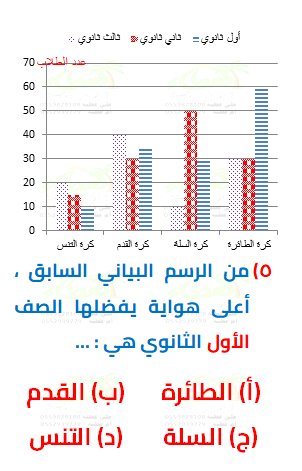 أول ثانوي ثاني ثانوي ثالث ثانوي
عدد الطلاب
70
60
50
40
30
20
10
0
كرة الطائرة كرة السلة كرة القدم كرة التنس
٥) من الرسم البياني السابق ،
أعلى هواية يفضلها الصف
الأول الثانوي هي : ...
(أ) الطائرة (ب) القدم
(ج) السلة (د) التنس